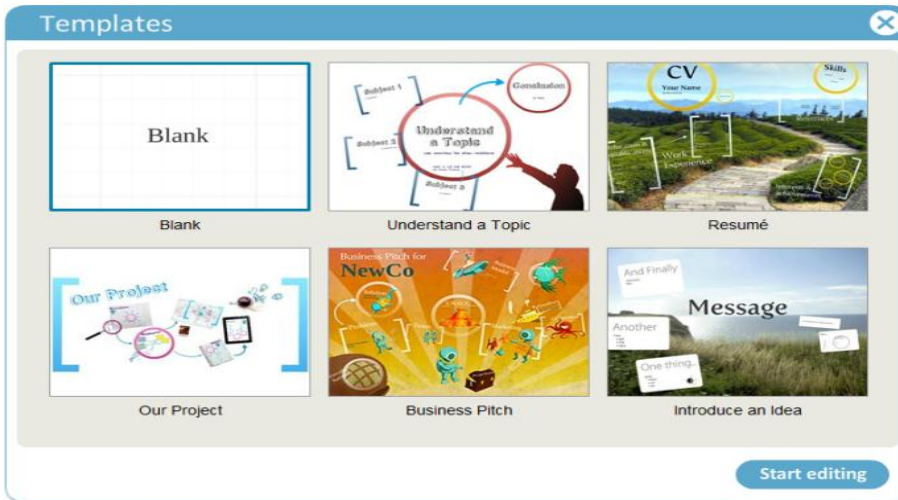 Templates
Blank
Blank
Subject 1
Subject 2
Subject 3
Understand
a Topic
Conclusion
Understand a Topic
CV
Your Name
Skills
Work
Experience
Resumé
Our Project
Our Project
Business Pitch for
NewCo
Business Pitch
And Finally
Another
One thing..
Message
Introduce an Idea
Start editing